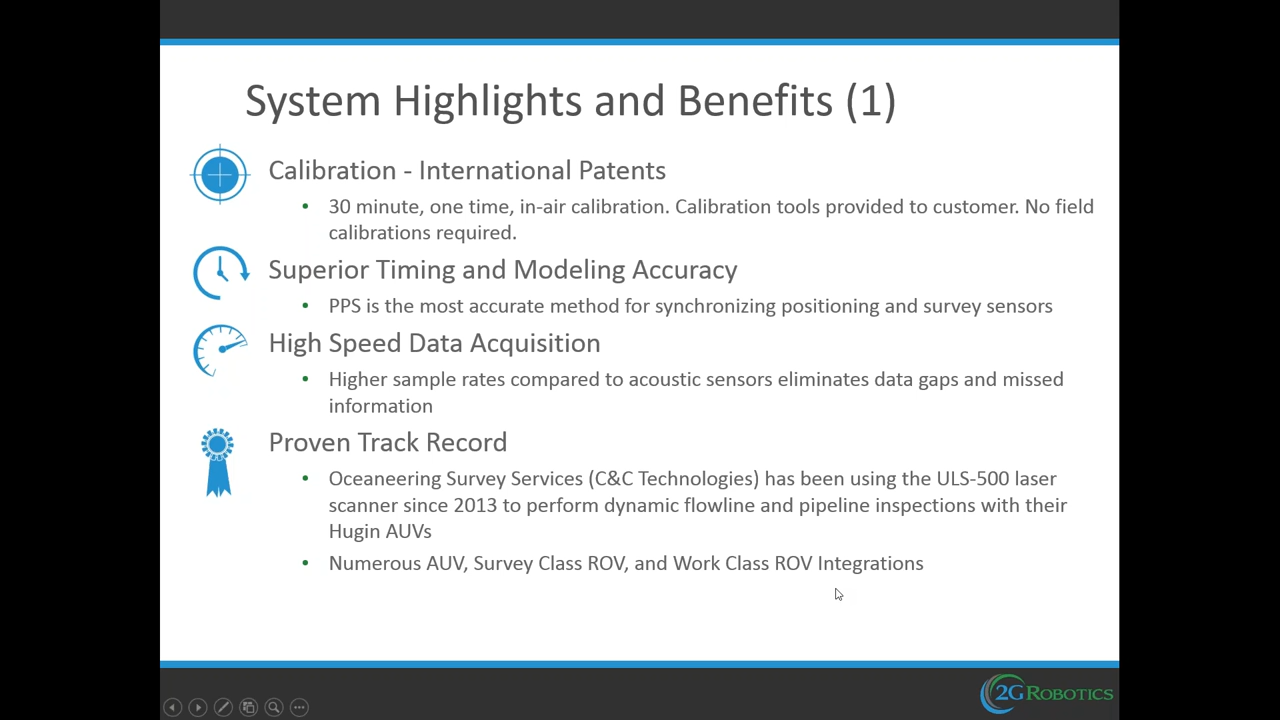 System Highlights and Benefits (1)
Calibration - International Patents
• 30 minute, one time, in-air calibration. Calibration tools provided to customer. No field
calibrations required.
Superior Timing and Modeling Accuracy
• PPS is the most accurate method for synchronizing positioning and survey sensors
High Speed Data Acquisition
• Higher sample rates compared to acoustic sensors eliminates data gaps and missed
information
Proven Track Record
• Oceaneering Survey Services (C&C Technologies) has been using the ULS-500 laser
scanner since 2013 to perform dynamic flowline and pipeline inspections with their
Hugin AUVs
• Numerous AUV, Survey Class ROV, and Work Class ROV Integrations
2G ROBOTICS